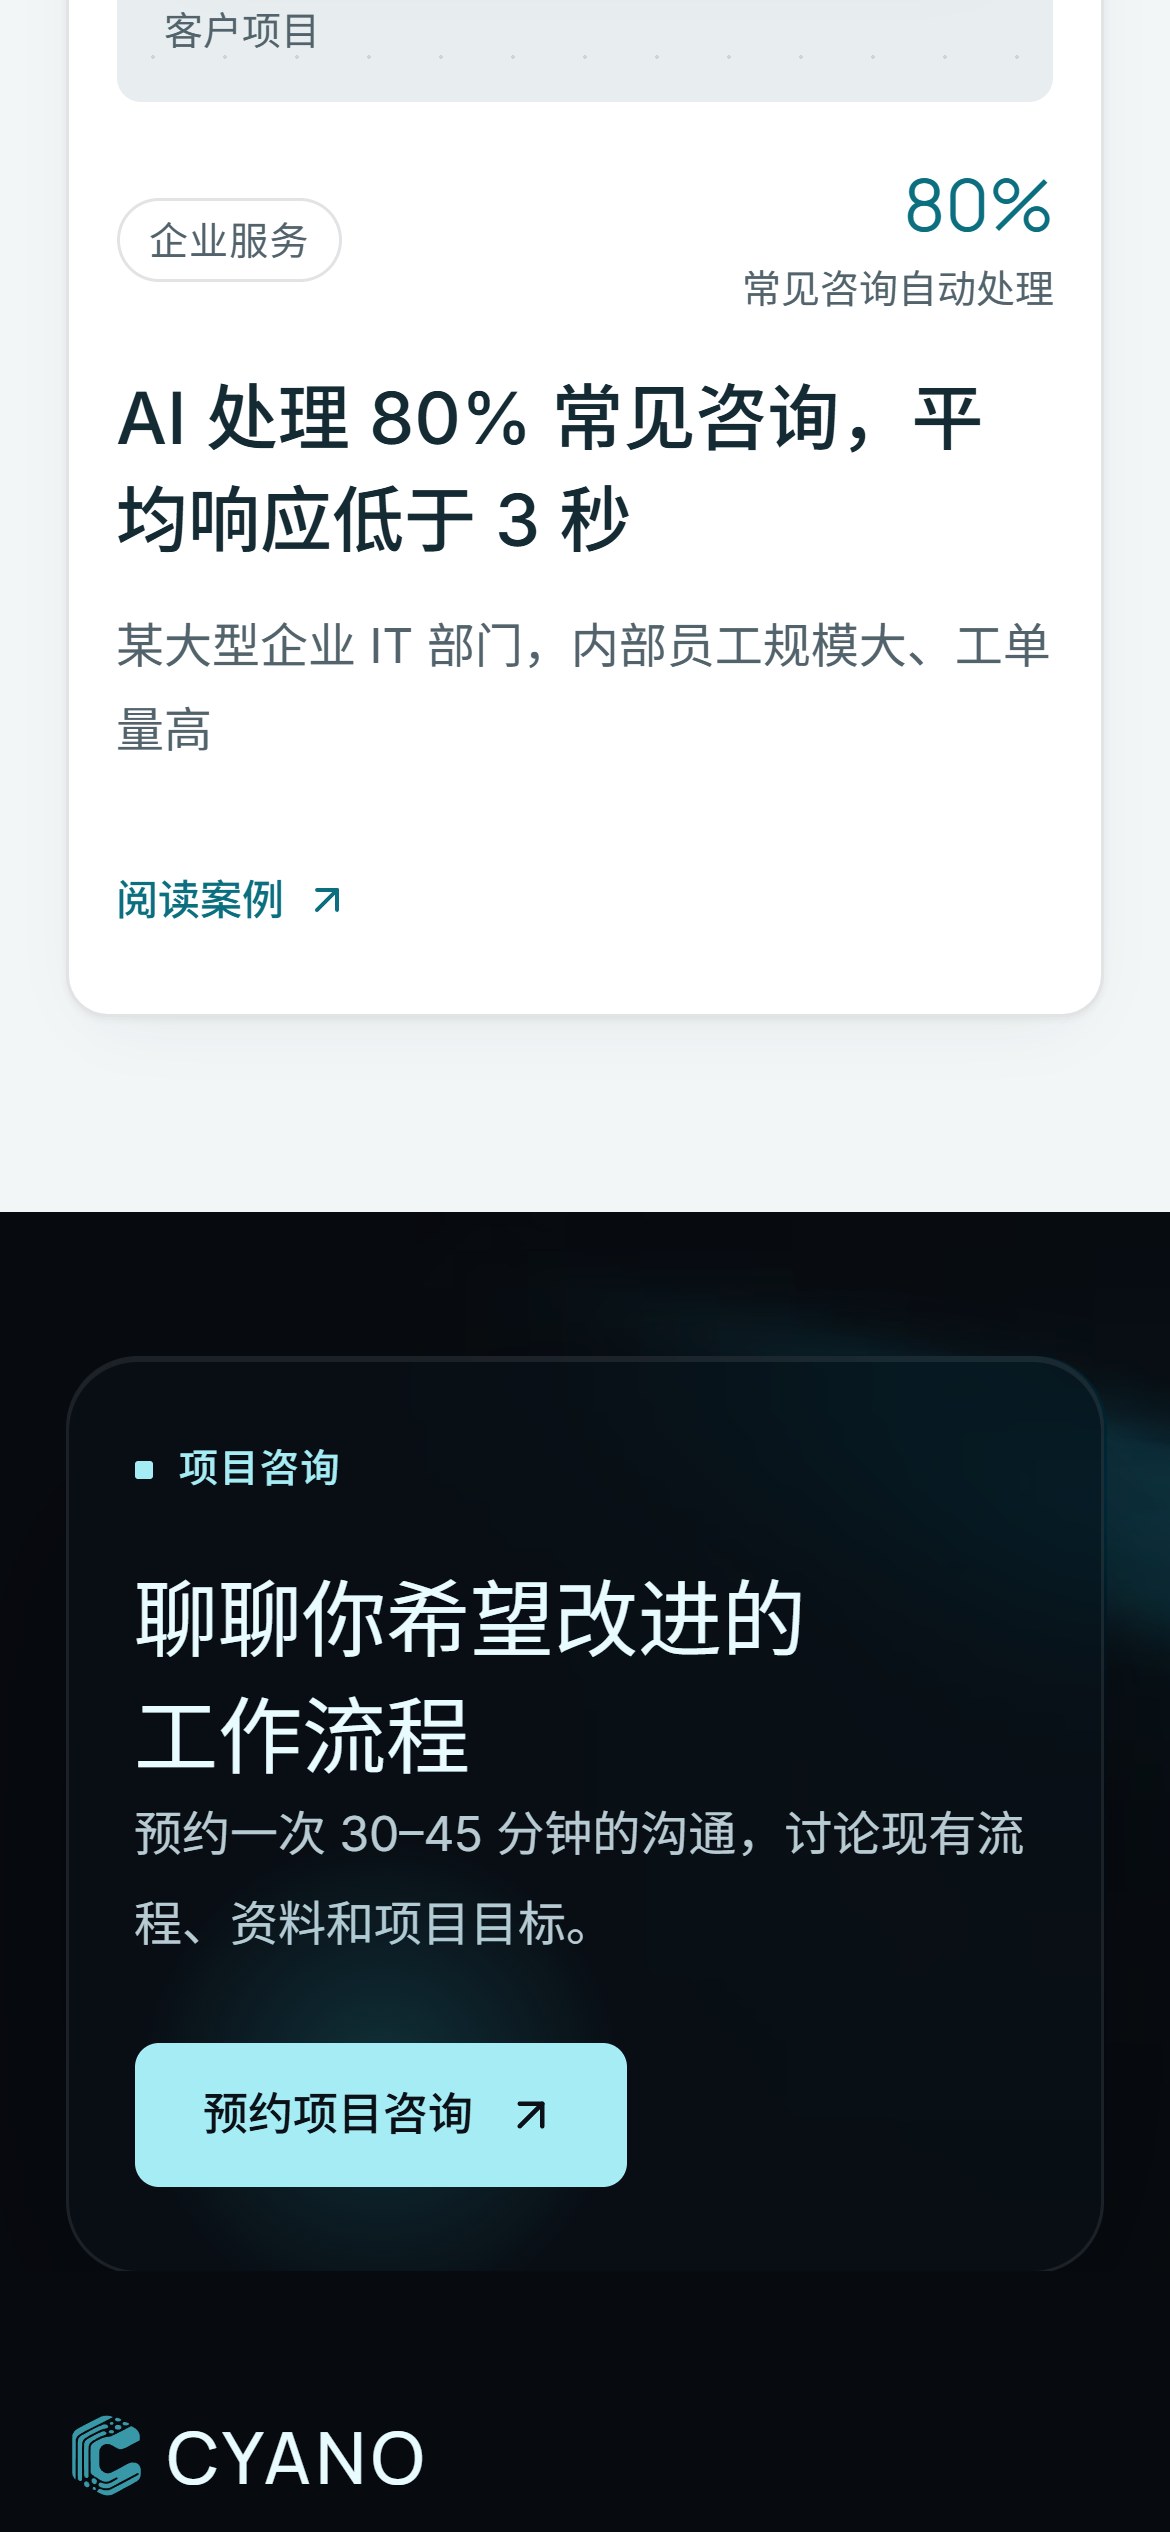 客户项目
企业服务
80%
常见咨询自动处理
AI 处理 80% 常见咨询，平
均响应低于 3 秒
某大型企业 IT 部门，内部员工规模大、工单
量高
阅读案例
项目咨询
聊聊你希望改进的
工作流程
预约一次 30–45 分钟的沟通，讨论现有流
程、资料和项目目标。
预约项目咨询
CYANO